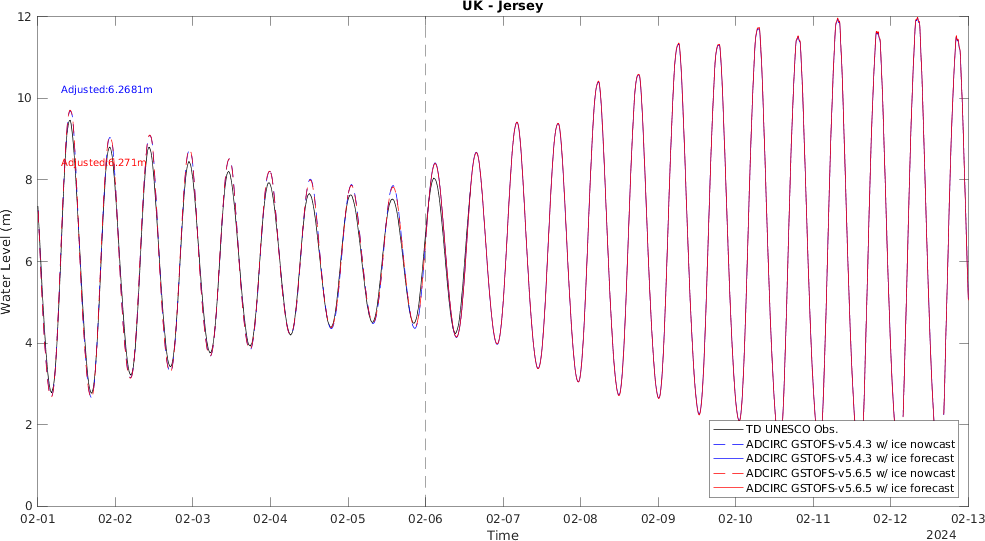 UK - Jersey
12
10
8
6
4
2
0
Water Level (m)
Adjusted:6.2681m
Adjusted:6.271m
TD UNESCO Obs.
ADCIRC GSTOFS-v5.4.3 w/ ice nowcast
ADCIRC GSTOFS-v5.4.3 w/ ice forecast
ADCIRC GSTOFS-v5.6.5 w/ ice nowcast
ADCIRC GSTOFS-v5.6.5 w/ ice forecast
02-01 02-02 02-03 02-04 02-05 02-06 02-07 02-08 02-09 02-10 02-11 02-12 02-13
Time
2024